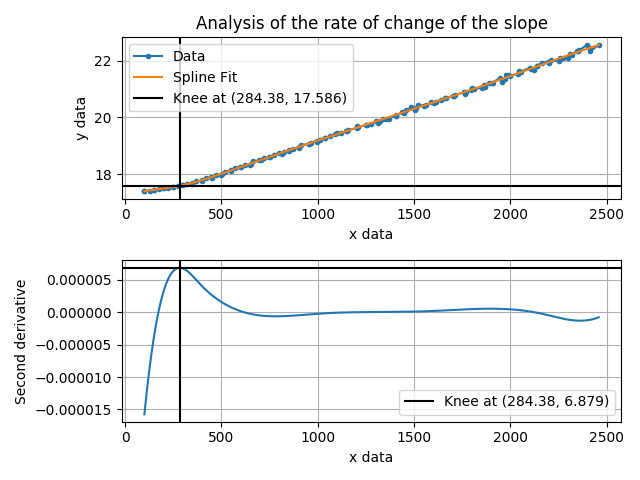 Analysis of the rate of change of the slope
22
20
18
y data
Data
Spline Fit
Knee at (284.38, 17.586)
0 500 1000 1500 2000 2500
x data
0.000005
0.000000
−0.000005
−0.000010
−0.000015
Second derivative
Knee at (284.38, 6.879)
0 500 1000 1500 2000 2500
x data